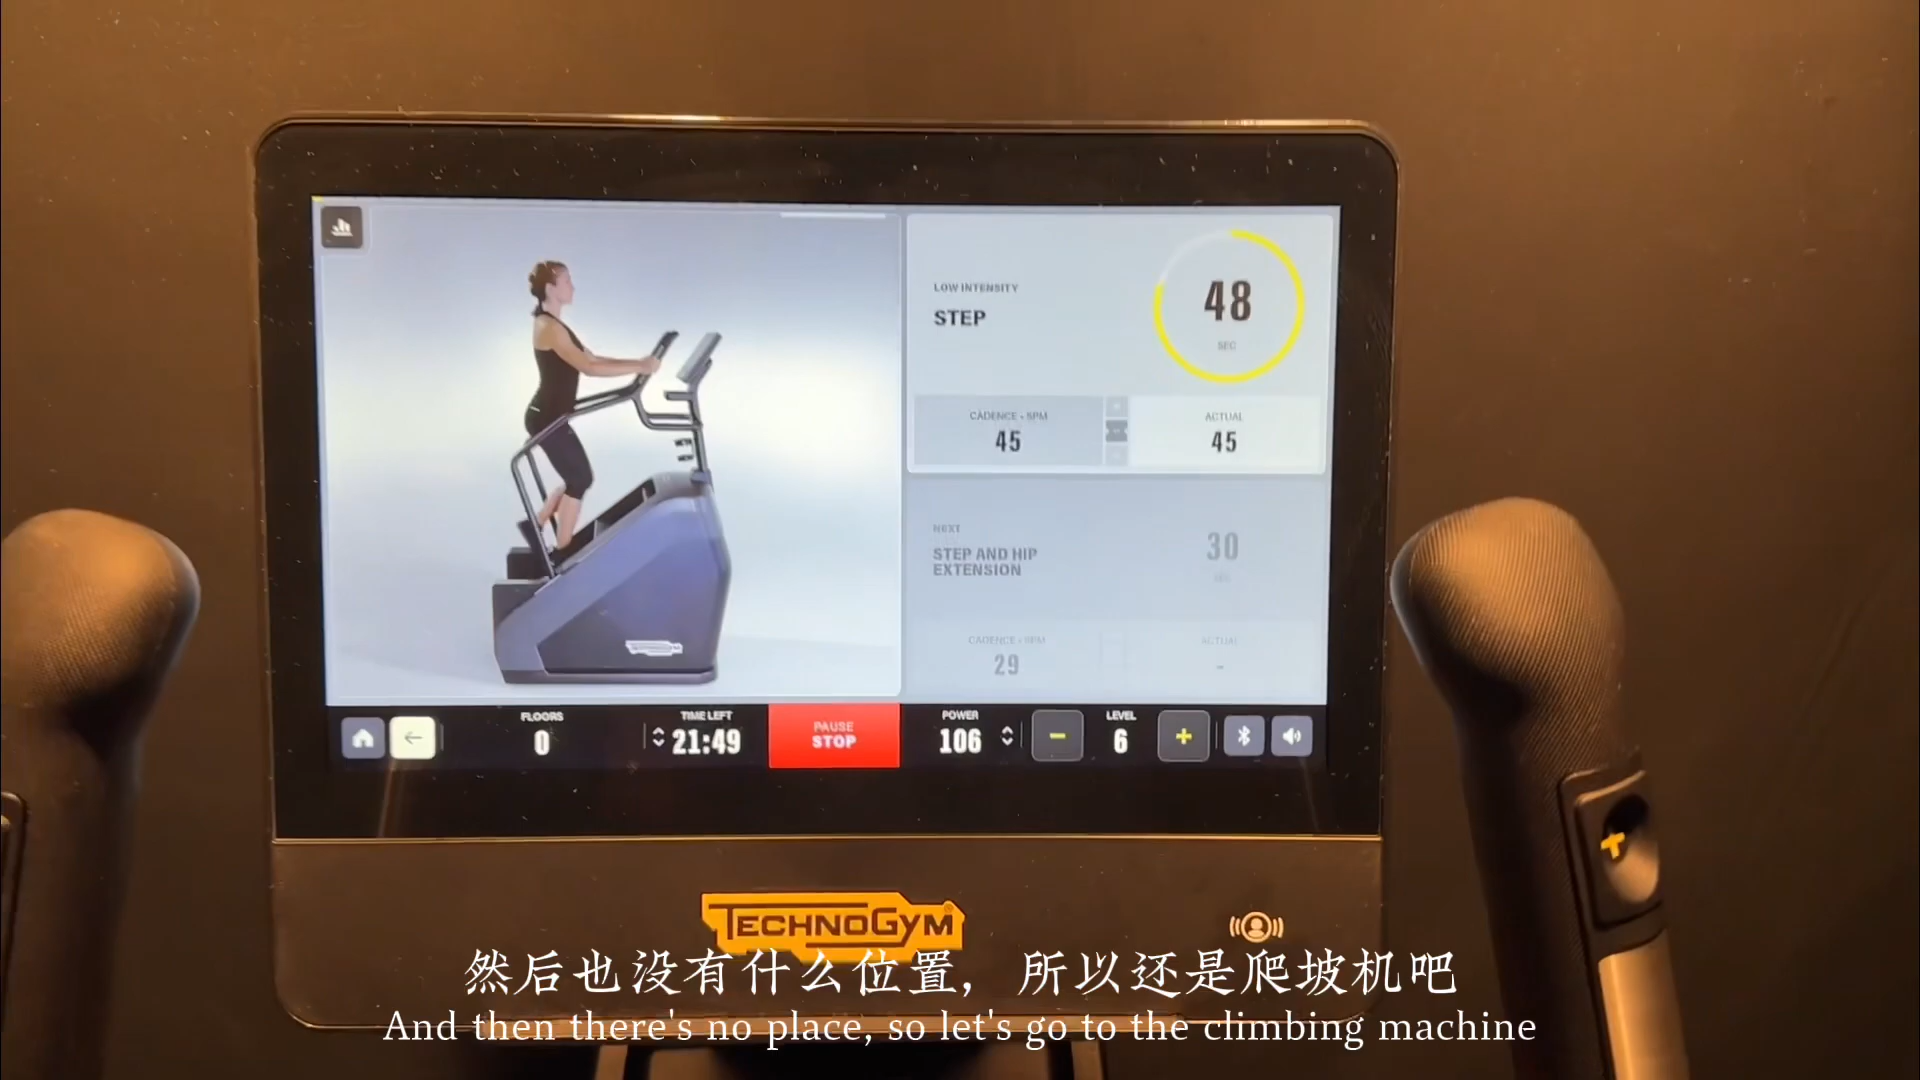 LOW INTENSITY
STEP
48
SEC
CADENCE - SPM
45
ACTUAL
45
NEXT
STEP AND HIP
EXTENSION
30
CADENCE - SPM
29
ACTUAL
-
FLOORS
0
TIME LEFT
21:49
PAUSE
STOP
POWER
106
LEVEL
6
TECHNOGYM
然后也没有什么位置，所以还是爬坡机吧
And then there's no place, so let's go to the climbing machine